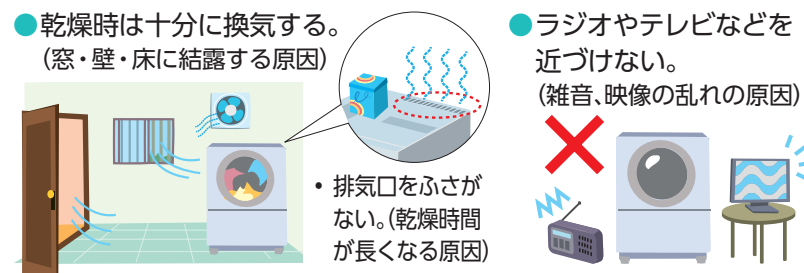 ●乾燥時は十分に換気する。
（窓・壁・床に結露する原因）
• 排気口をふさが
ない。（乾燥時間
が長くなる原因）
●ラジオやテレビなどを
近づけない。
（雑音、映像の乱れの原因）